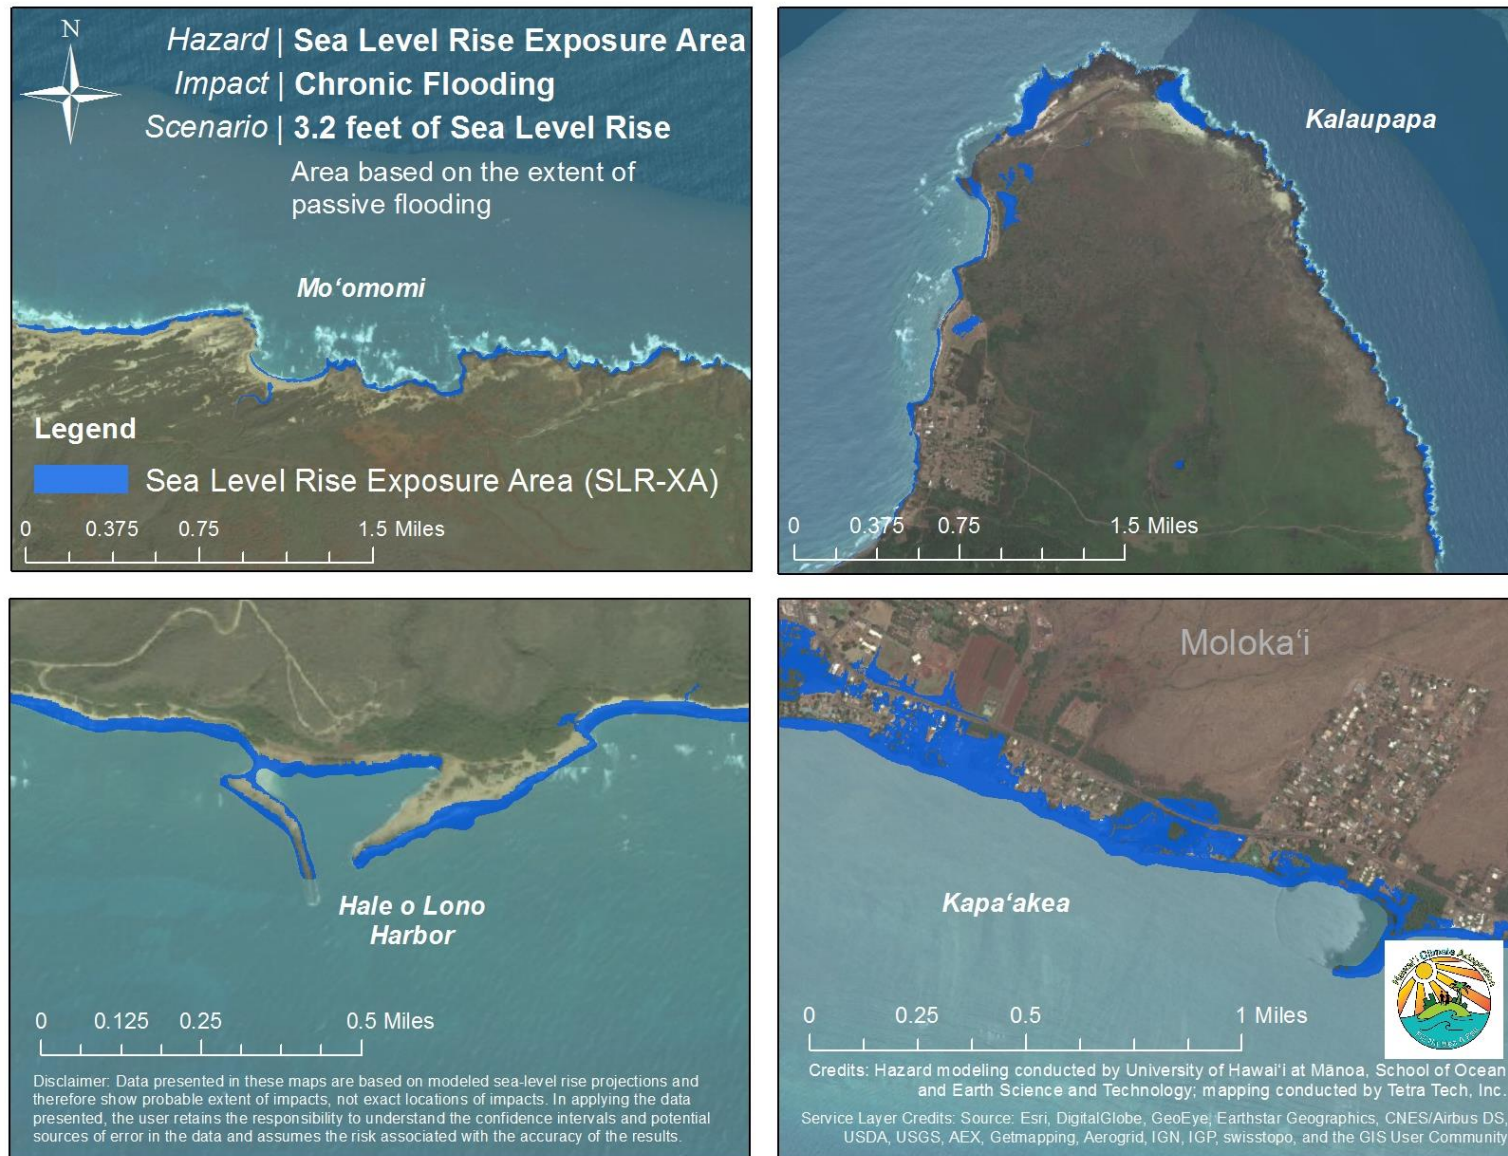 N
Hazard | Sea Level Rise Exposure Area
Impact | Chronic Flooding
Scenario | 3.2 feet of Sea Level Rise
Area based on the extent of
passive flooding
Moʻomomi
Legend
Sea Level Rise Exposure Area (SLR-XA)
0 0.375 0.75 1.5 Miles
Kalaupapa
0 0.375 0.75 1.5 Miles
Hale o Lono
Harbor
0 0.125 0.25 0.5 Miles
Disclaimer: Data presented in these maps are based on modeled sea-level rise projections and
therefore show probable extent of impacts, not exact locations of impacts. In applying the data
presented, the user retains the responsibility to understand the confidence intervals and potential
sources of error in the data and assumes the risk associated with the accuracy of the results.
Molokaʻi
Kapaʻakea
0 0.25 0.5 1 Miles
Hawaiʻi Climate Adaptation
Credits: Hazard modeling conducted by University of Hawaiʻi at Mānoa, School of Ocean
and Earth Science and Technology; mapping conducted by Tetra Tech, Inc.
Service Layer Credits: Source: Esri, DigitalGlobe, GeoEye, Earthstar Geographics, CNES/Airbus DS,
USDA, USGS, AEX, Getmapping, Aerogrid, IGN, IGP, swisstopo, and the GIS User Community